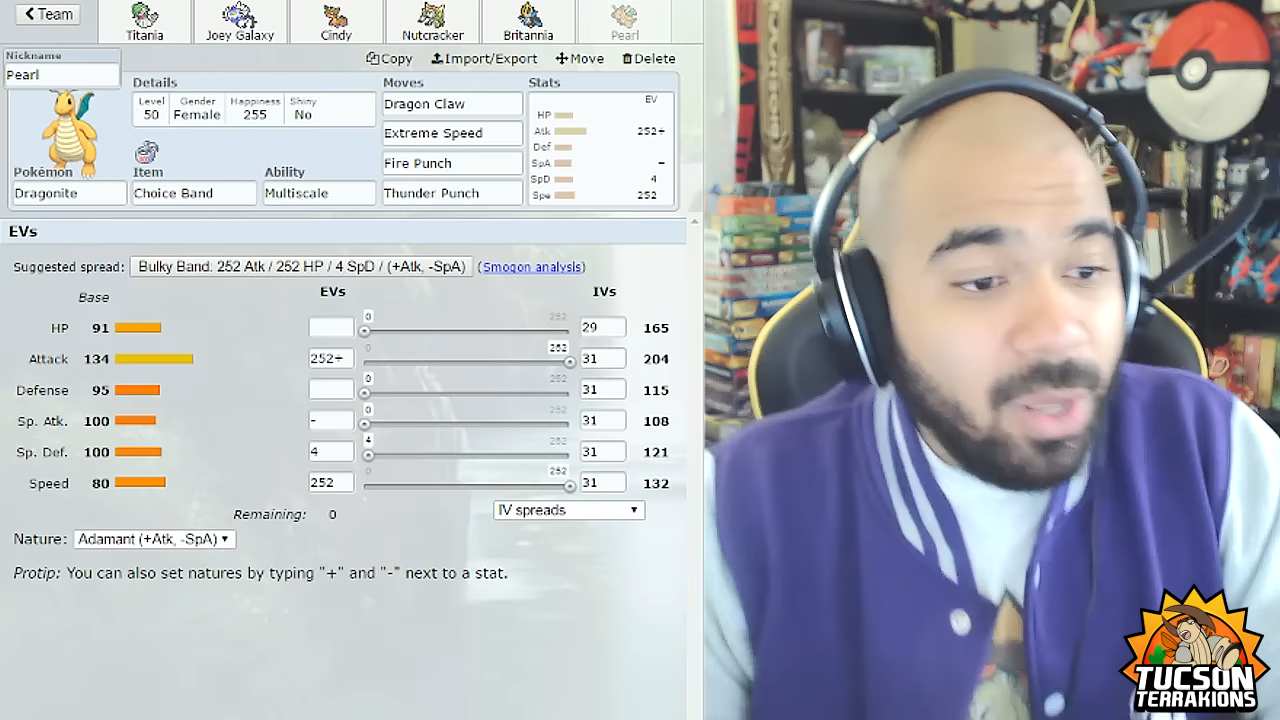 Team
Titania
Joey Galaxy
Cindy
Nutcracker
Britannia
Pearl
Nickname
Pearl
Copy
Import/Export
Move
Delete
Details
Moves
Stats
Level
Gender
Happiness
Shiny
50
Female
255
No
Dragon Claw
EV
HP
Atk 252+
Def
SpA -
SpD 4
Spe 252
Extreme Speed
Fire Punch
Thunder Punch
Pokémon
Item
Ability
Dragonite
Choice Band
Multiscale
EVs
Suggested spread: Bulky Band: 252 Atk / 252 HP / 4 SpD / (+Atk, -SpA) (Smogon analysis)
Base EVs IVs
HP 91 0 252 29 165
Attack 134 252+ 0 252 31 204
Defense 95 0 252 31 115
Sp. Atk. 100 - 0 252 31 108
Sp. Def. 100 4 4 252 31 121
Speed 80 252 0 252 31 132
Remaining: 0
IV spreads
Nature: Adamant (+Atk, -SpA)
Protip: You can also set natures by typing "+" and "-" next to a stat.
TUCSON
TERRAKIONS